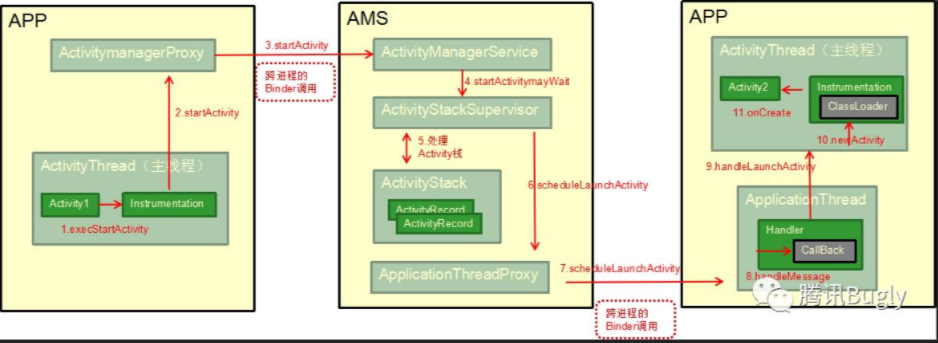 APP
ActivitymanagerProxy
2.startActivity
ActivityThread（主线程）
Activity1
Instrumentation
1.execStartActivity
3.startActivity
跨进程的
Binder调用
AMS
ActivityManagerService
4.startActivitymayWait
ActivityStackSupervisor
5.处理
Activity栈
6.scheduleLaunchActivity
ActivityStack
ActivityRecord
ActivityRecord
ApplicationThreadProxy
7.scheduleLaunchActivity
跨进程的
Binder调用
APP
ActivityThread（主线程）
Activity2
Instrumentation
ClassLoader
11.onCreate
10.newActivity
9.handleLaunchActivity
ApplicationThread
Handler
CallBack
8.handleMessage
腾讯Bugly